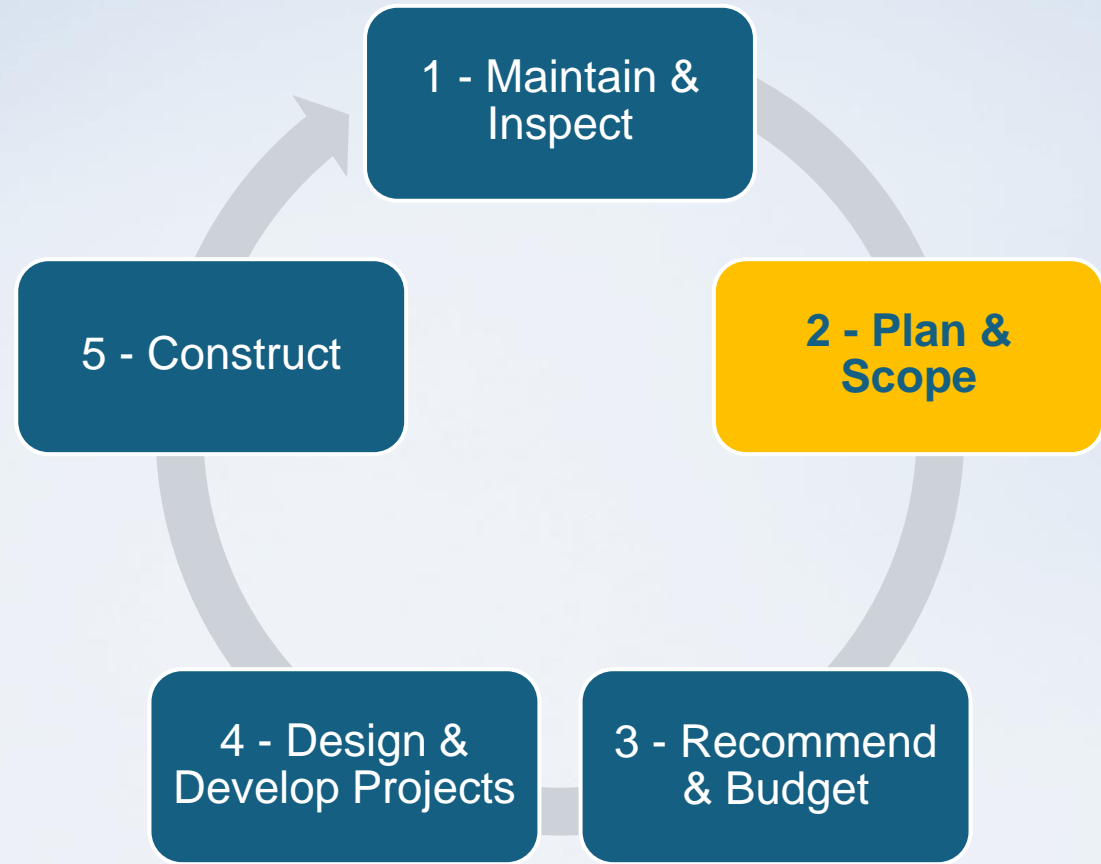 1 - Maintain &
Inspect
2 - Plan &
Scope
3 - Recommend
& Budget
4 - Design &
Develop Projects
5 - Construct